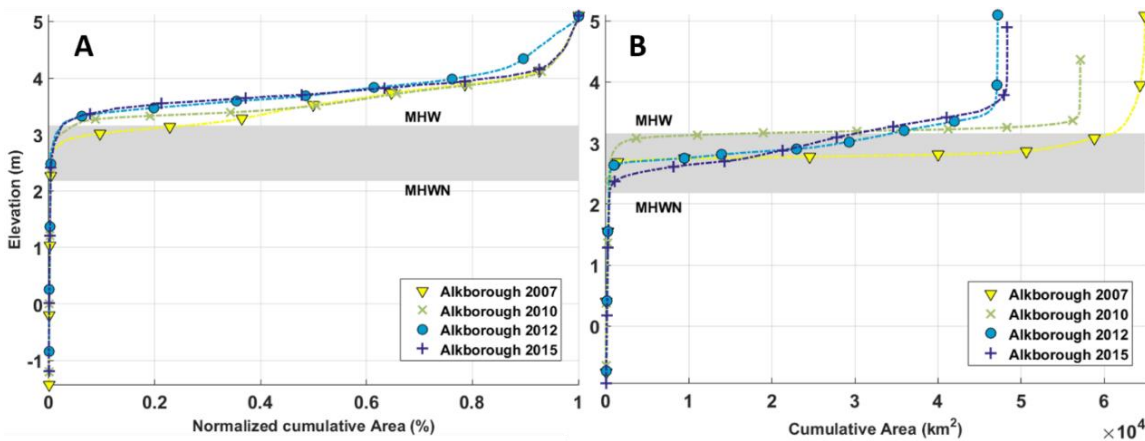 A
Elevation (m)
5
4
3
2
1
0
-1
MHW
MHWN
Alkborough 2007
Alkborough 2010
Alkborough 2012
Alkborough 2015
0
0.2
0.4
0.6
0.8
1
Normalized cumulative Area (%)
B
5
4
3
2
1
0
MHW
MHWN
Alkborough 2007
Alkborough 2010
Alkborough 2012
Alkborough 2015
0
1
2
3
4
5
6
Cumulative Area (km²)
×10⁴